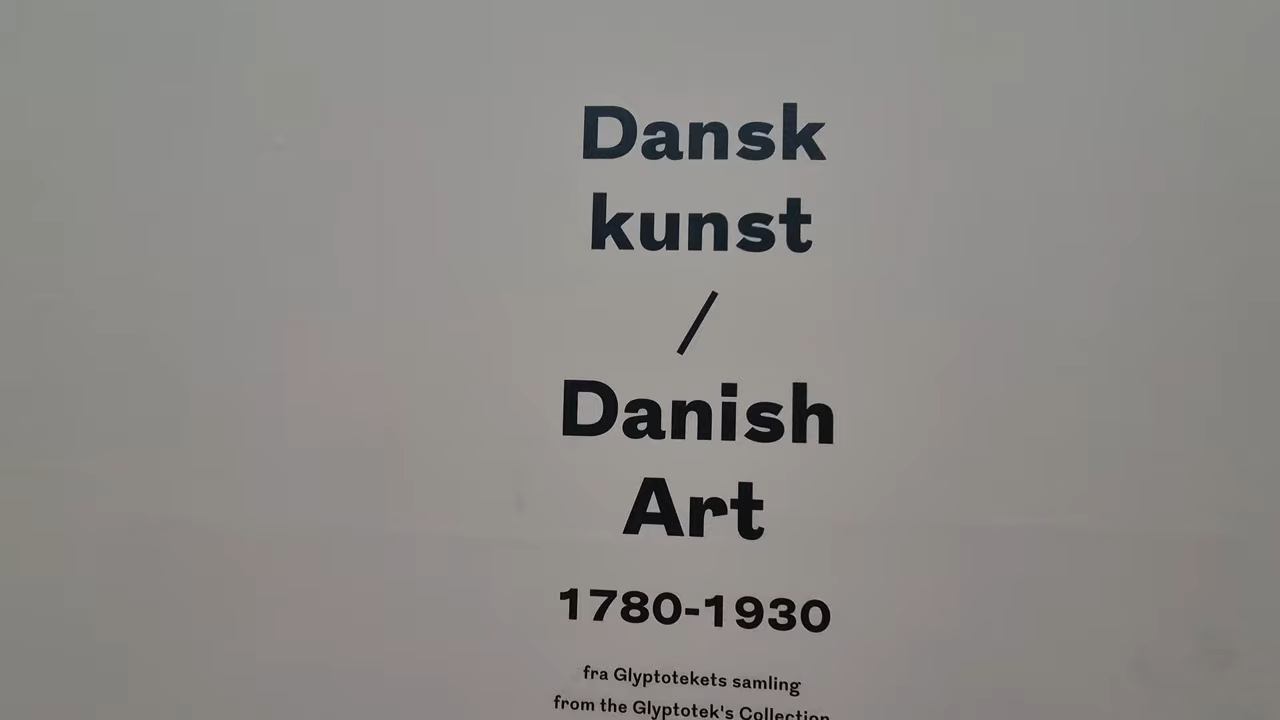 Dansk
kunst
/
Danish
Art
1780-1930
fra Glyptotekets samling
from the Glyptotek's Collection